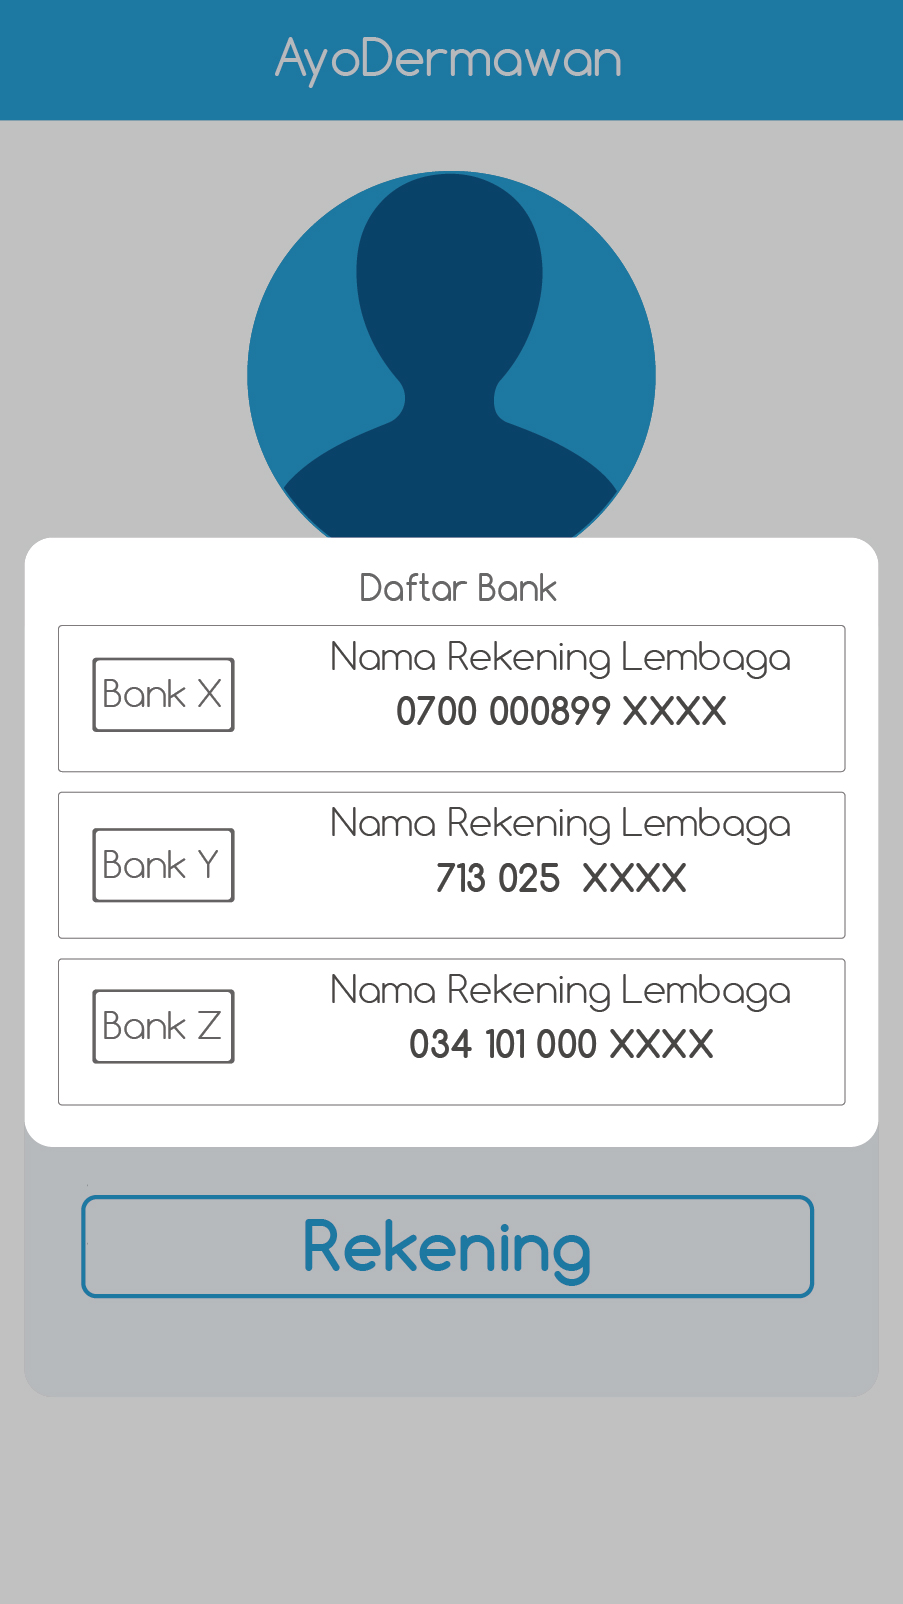 AyoDermawan
Daftar Bank
Nama Rekening Lembaga
Bank X
0700 000899 XXXX
Nama Rekening Lembaga
Bank Y
713 025  XXXX
Nama Rekening Lembaga
Bank Z
034 101 000 XXXX
Rekening